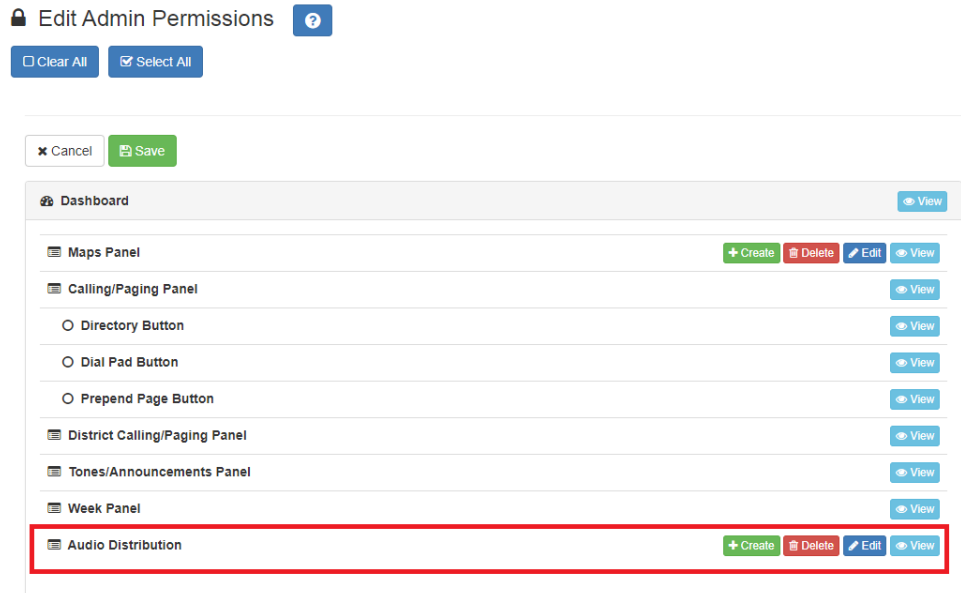 Edit Admin Permissions ?
Clear All Select All
Cancel Save
Dashboard View
Maps Panel Create Delete Edit View
Calling/Paging Panel View
Directory Button View
Dial Pad Button View
Prepend Page Button View
District Calling/Paging Panel View
Tones/Announcements Panel View
Week Panel View
Audio Distribution Create Delete Edit View